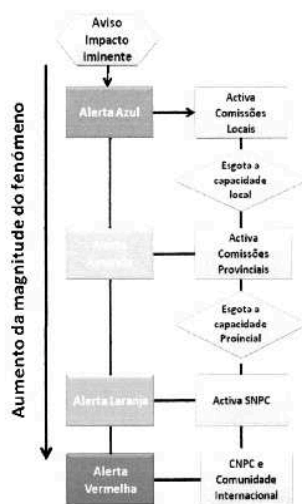 Aviso
Impacto
Iminente
Alerta Azul
Activa
Comissões
Locais
Esgota a
capacidade
local
Activa
Comissões
Provinciais
Esgota a
capacidade
Proincial
Alerta Laranja
Activa SNPC
Alerta
Vermelha
CNPC e
Comunidade
Internacional
Aumento da magnitude do fenómeno